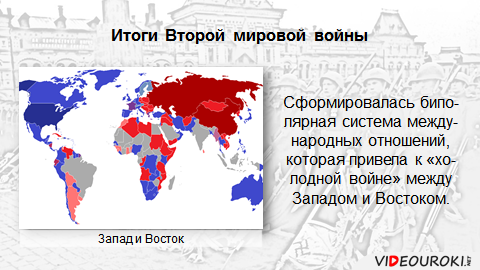 Итоги Второй мировой войны
Сформировалась бипо-
лярная система между-
народных отношений,
которая привела к «хо-
лодной войне» между
Западом и Востоком.
Запад и Восток
VIDEOUROKI.NET